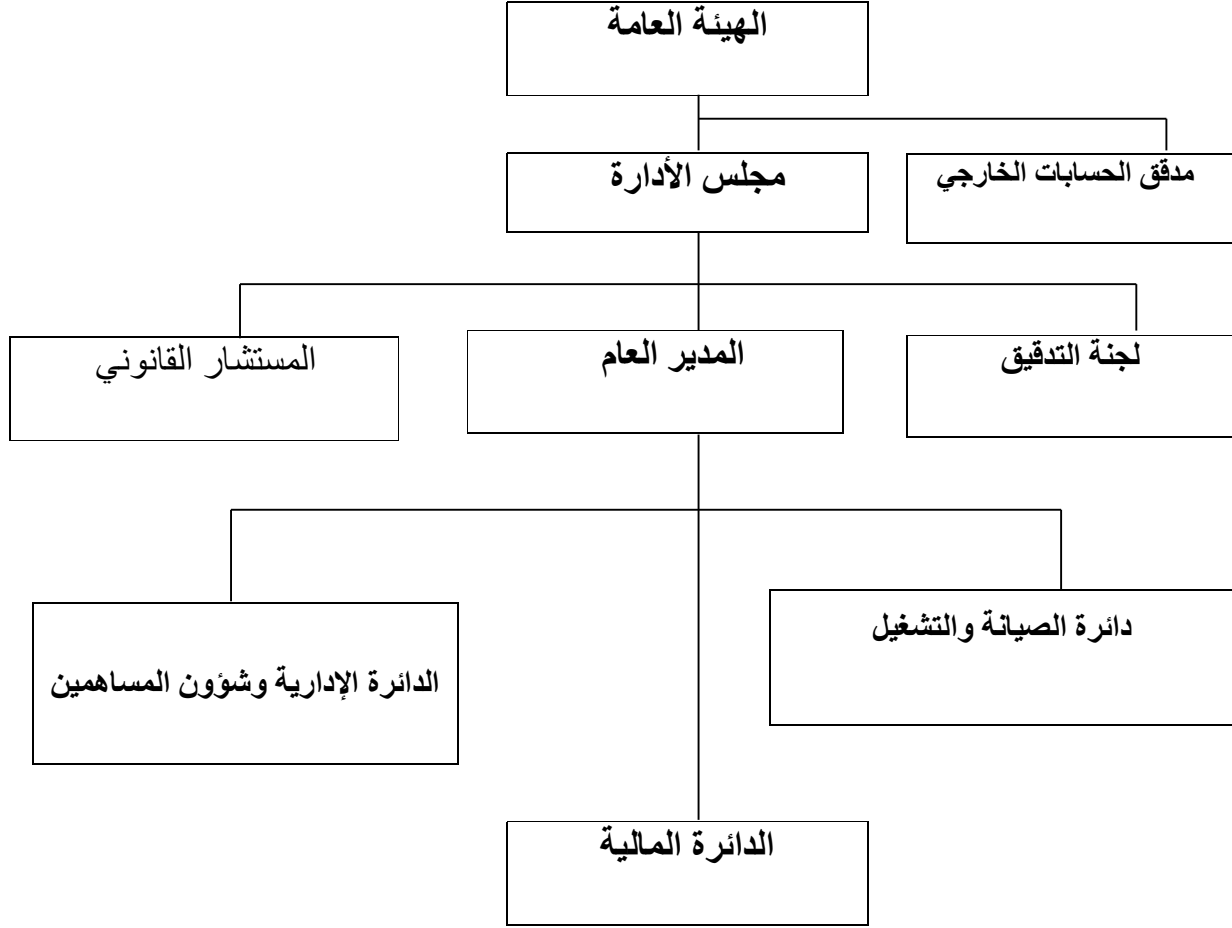 الهيئة العامة
مدقق الحسابات الخارجي
مجلس الأدارة
لجنة التدقيق
المدير العام
المستشار القانوني
دائرة الصيانة والتشغيل
الدائرة الإدارية وشؤون المساهمين
الدائرة المالية